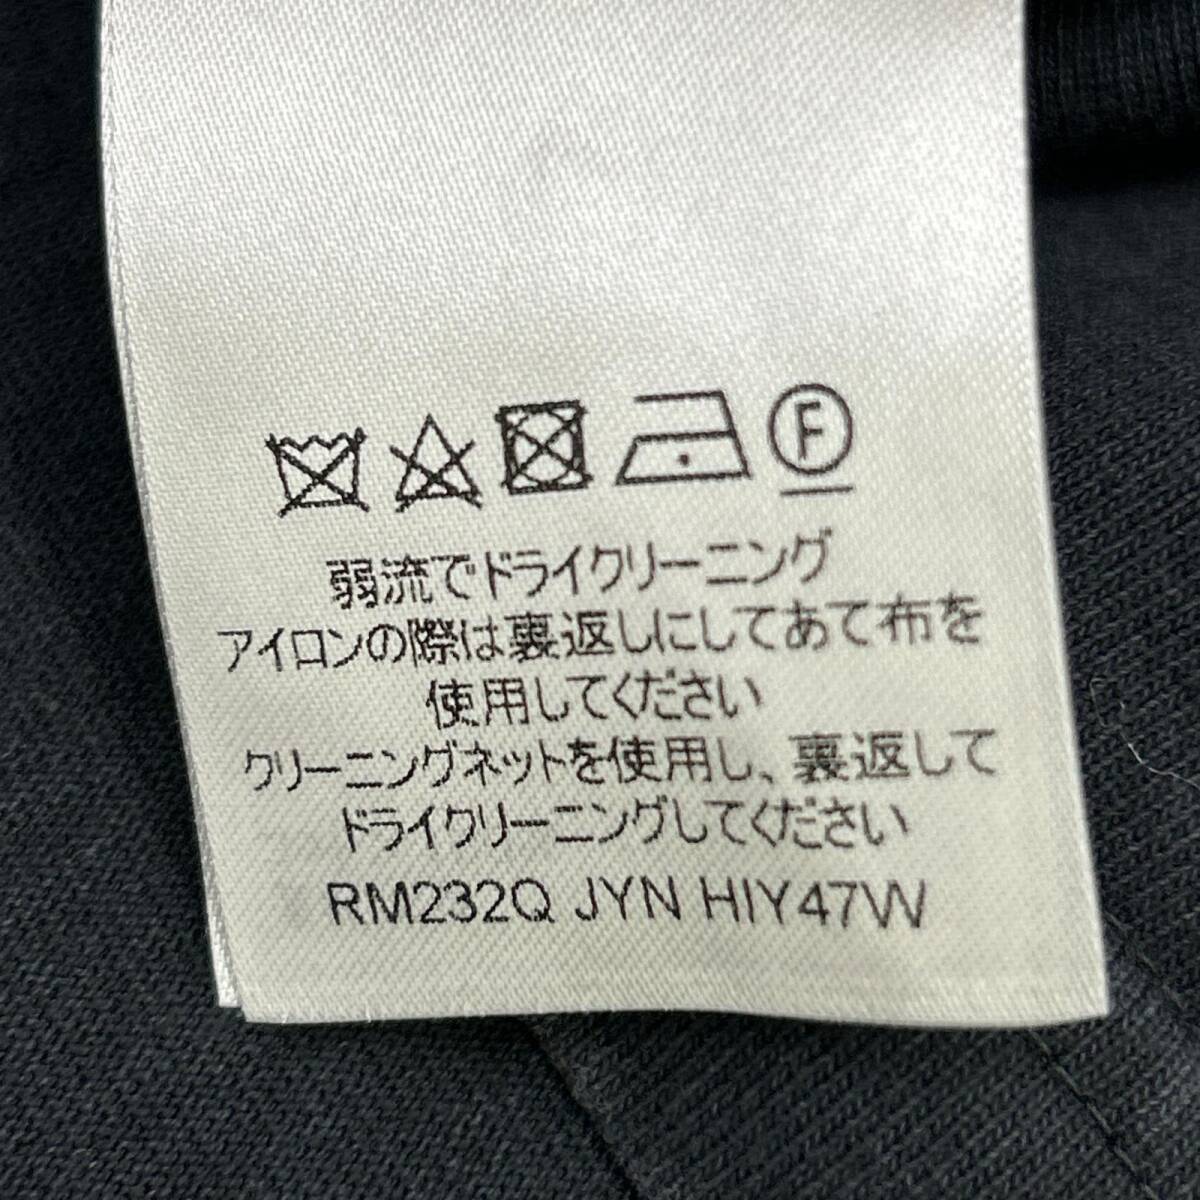 F
弱流でドライクリーニング
アイロンの際は裏返しにしてあて布を
使用してください
クリーニングネットを使用し、裏返して
ドライクリーニングしてください
RM232Q JYN HIY47W